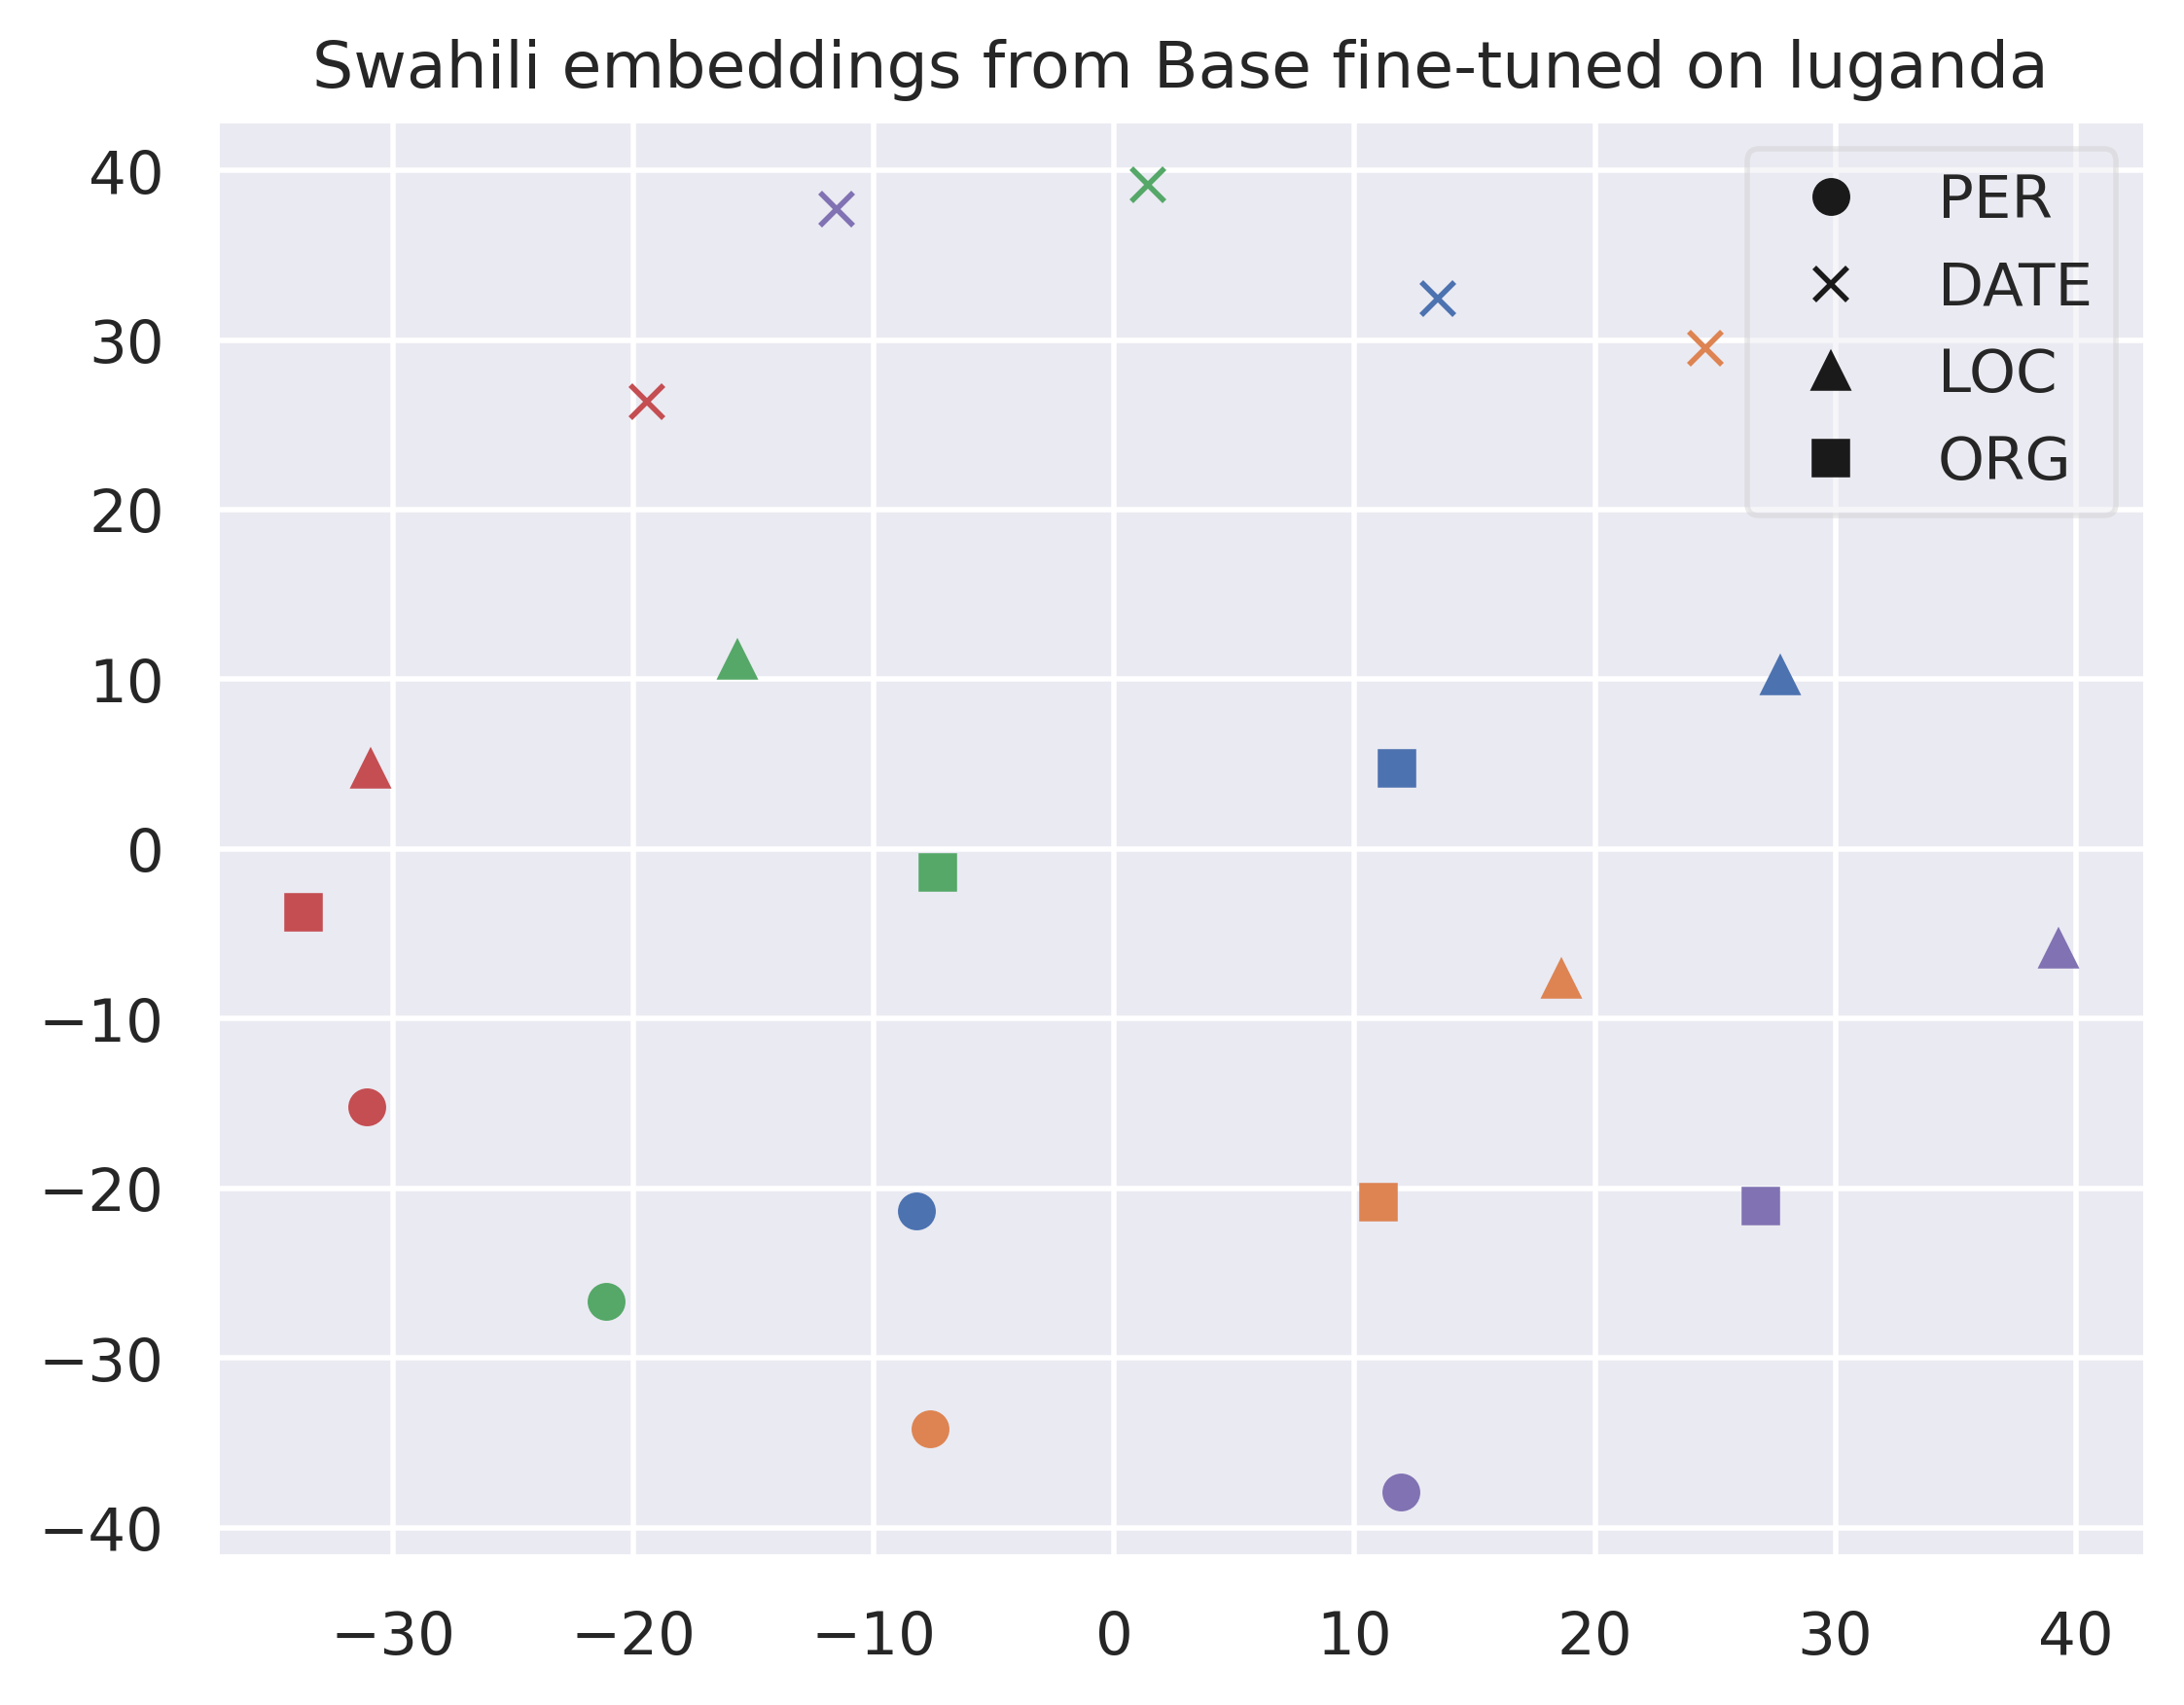 Swahili embeddings from Base fine-tuned on luganda
40
30
20
10
0
−10
−20
−30
−40
PER
DATE
LOC
ORG
−30 −20 −10 0 10 20 30 40